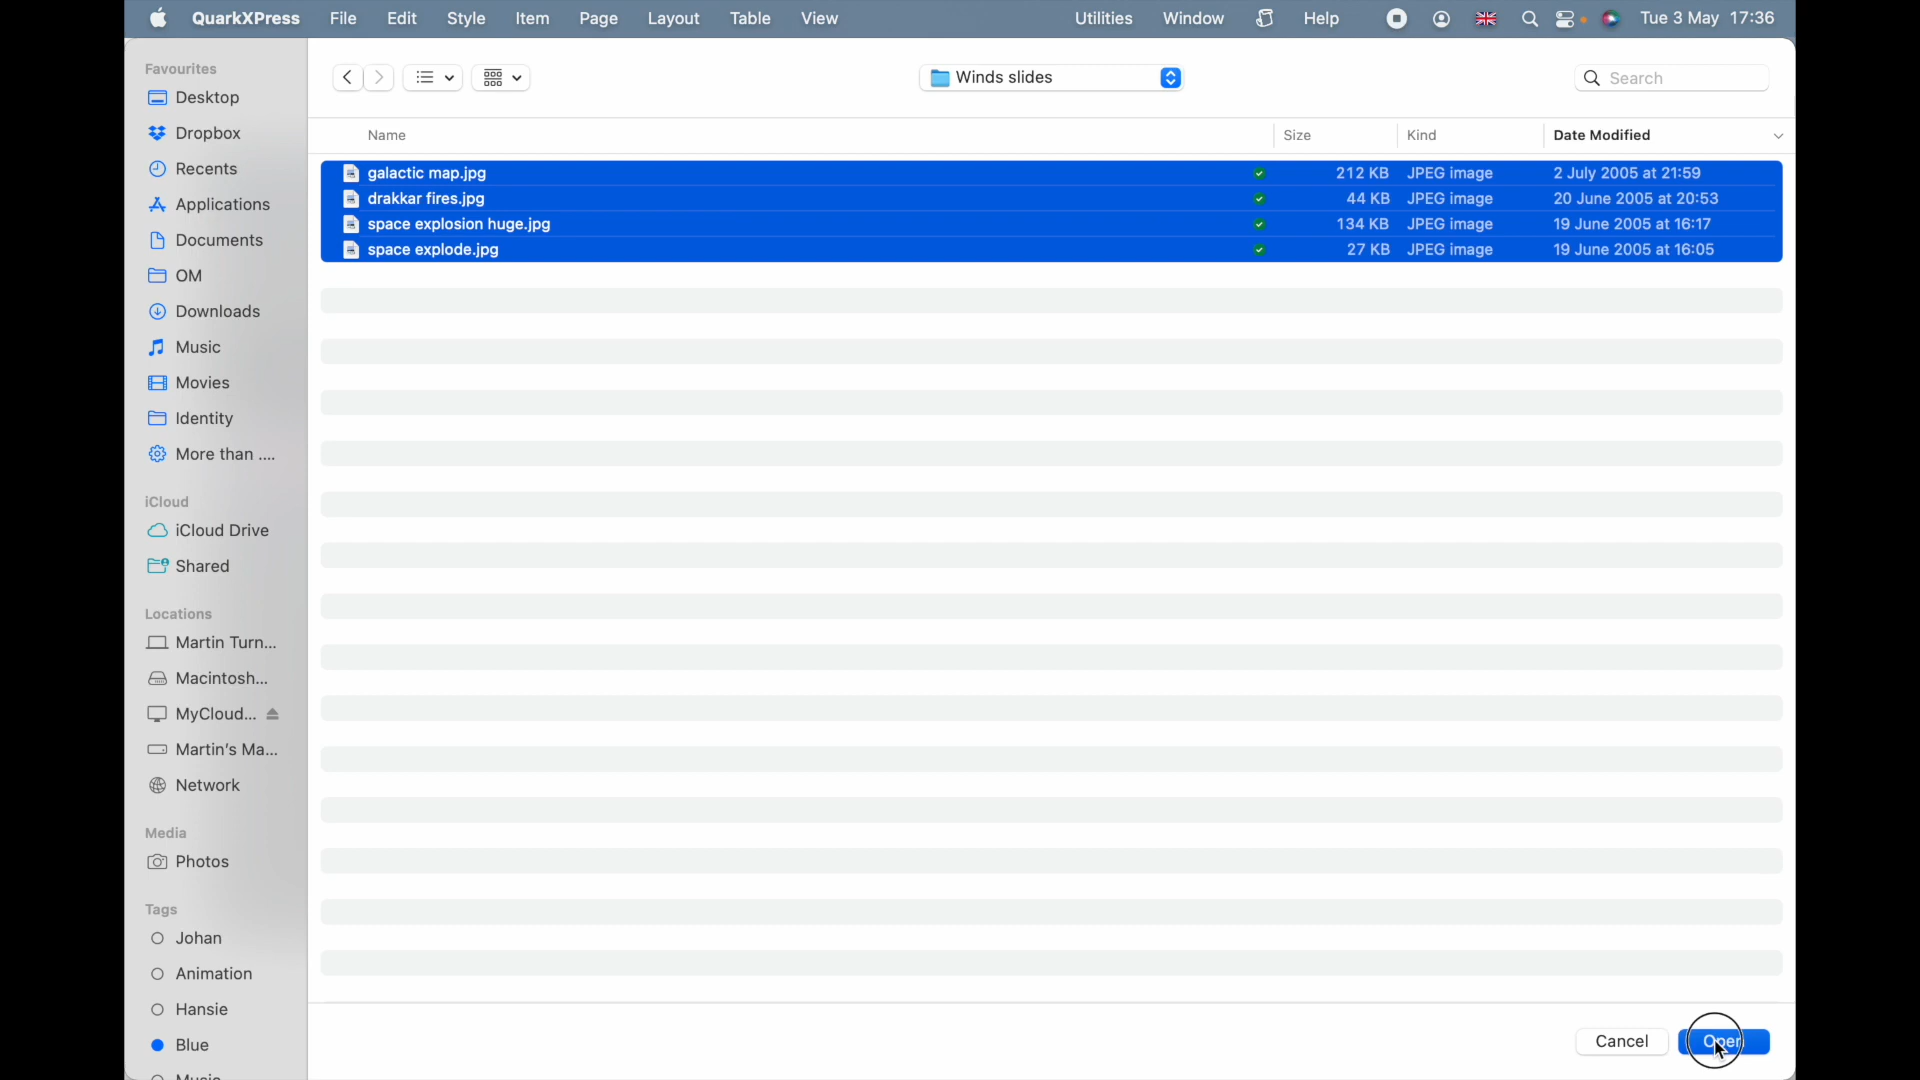 QuarkXPress File Edit Style Item Page Layout Table View Utilities Window Help Tue 3 May 17:36
Favourites
Desktop
Dropbox
Recents
Applications
Documents
OM
Downloads
Music
Movies
Identity
More than ....
iCloud
iCloud Drive
Shared
Locations
Martin Turn...
Macintosh...
MyCloud...
Martin's Ma...
Network
Media
Photos
Tags
Johan
Animation
Hansie
Blue
Music
Winds slides
Search
Name Size Kind Date Modified
galactic map.jpg 212 KB JPEG image 2 July 2005 at 21:59
drakkar fires.jpg 44 KB JPEG image 20 June 2005 at 20:53
space explosion huge.jpg 134 KB JPEG image 19 June 2005 at 16:17
space explode.jpg 27 KB JPEG image 19 June 2005 at 16:05
Cancel Open